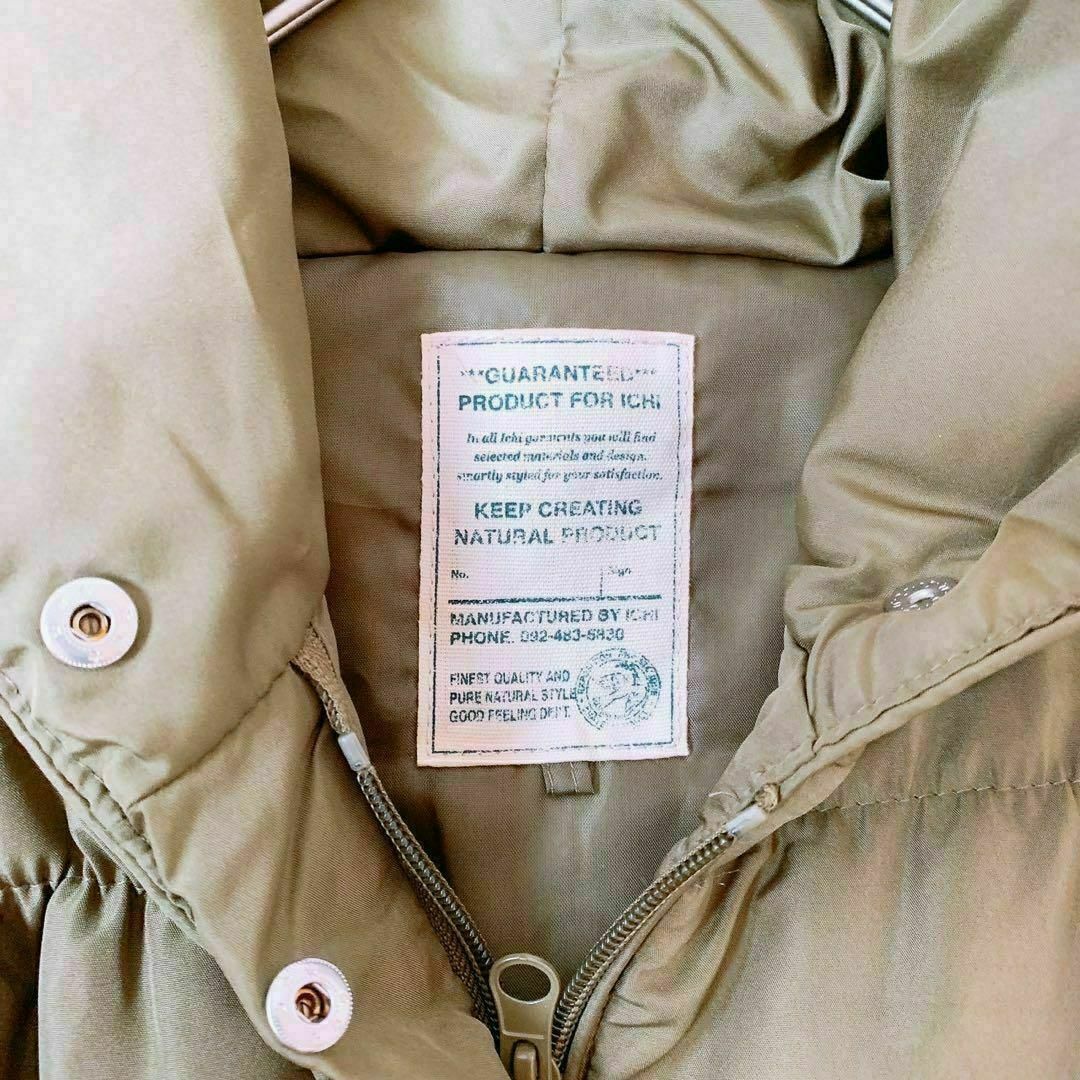 ***GUARANTEED***
PRODUCT FOR ICHI
In all Ichi garments you will find
selected materials and design,
smartly styled for your satisfaction.
KEEP CREATING
NATURAL PRODUCT
No. Sign
MANUFACTURED BY ICHI
PHONE. 092-483-6830
FINEST QUALITY AND
PURE NATURAL STYLE
GOOD FEELING DEPT.